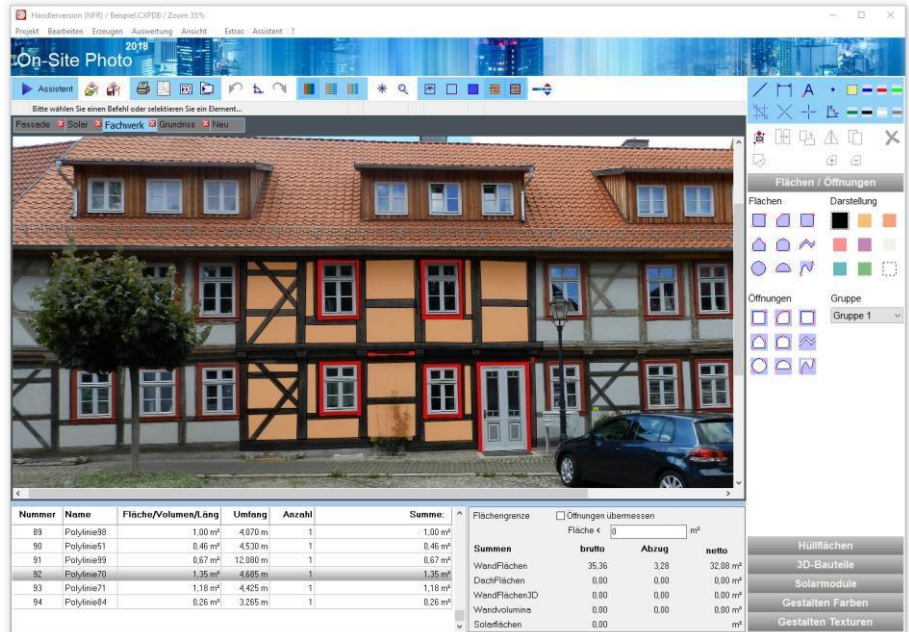 Händlerversion (NFR) / Beispiel.CXPDB / Zoom 35%
Projekt Bearbeiten Erzeugen Auswertung Ansicht Extras Assistent ?
On-Site Photo 2018
Assistent
Bitte wählen Sie einen Befehl oder selektieren Sie ein Element...
Fassade Solar Fachwerk Grundriss Neu
Flächen / Öffnungen
Flächen Darstellung
Öffnungen Gruppe
Gruppe 1
Hüllflächen
3D-Bauteile
Solarmodule
Gestalten Farben
Gestalten Texturen
Nummer Name Fläche/Volumen/Läng Umfang Anzahl Summe:
89 Polylinie98 1,00 m² 4,070 m 1 1,00 m²
90 Polylinie51 0,46 m² 4,530 m 1 0,46 m²
91 Polylinie99 0,67 m² 12,080 m 1 0,67 m²
92 Polylinie70 1,35 m² 4,685 m 1 1,35 m²
93 Polylinie71 1,18 m² 4,425 m 1 1,18 m²
94 Polylinie84 0,26 m² 3,265 m 1 0,26 m²
Flächengrenze Öffnungen übermessen
Fläche < 0 m²
Summen brutto Abzug netto
WandFlächen 35,36 3,28 32,08 m²
DachFlächen 0,00 0,00 0,00 m²
WandFlächen3D 0,00 0,00 0,00 m²
Wandvolumina 0,00 0,00 0,00 m²
Solarflächen 0,00 m²